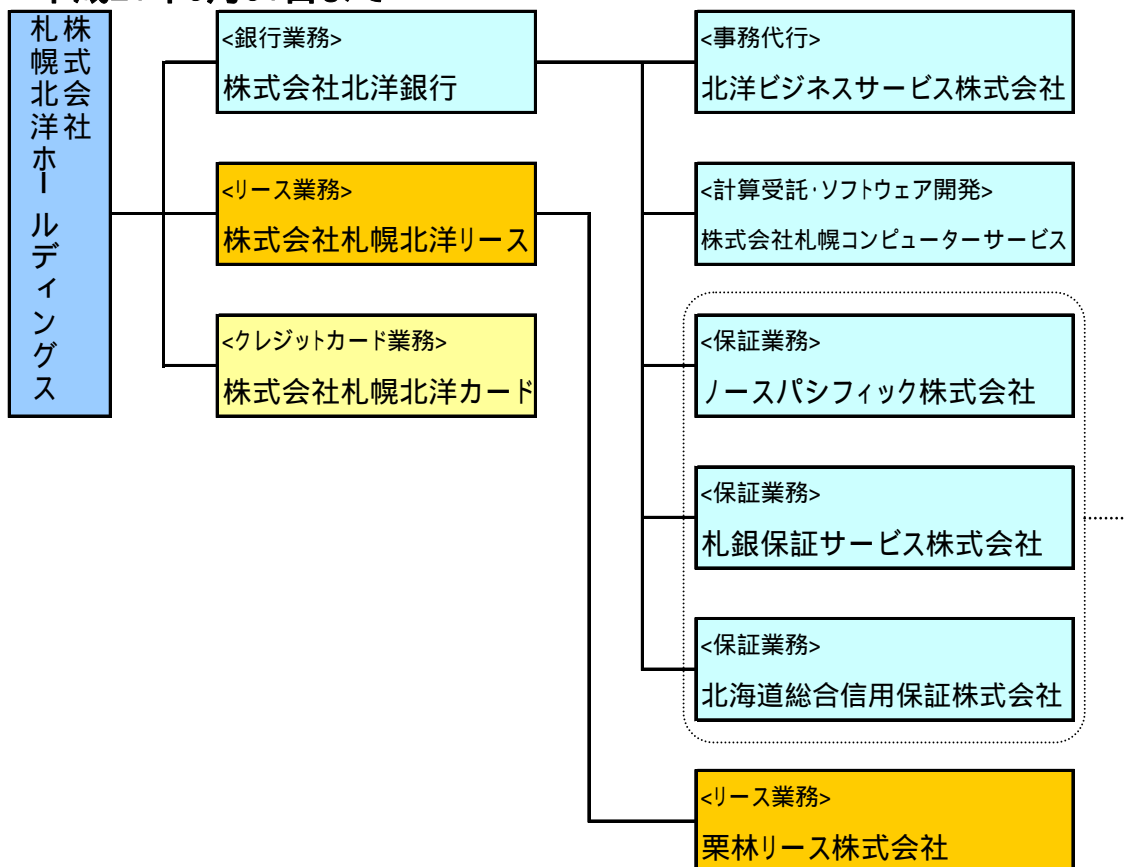 株式会社
札幌北洋ホールディングス
<銀行業務>
株式会社北洋銀行
<リース業務>
株式会社札幌北洋リース
<クレジットカード業務>
株式会社札幌北洋カード
<事務代行>
北洋ビジネスサービス株式会社
<計算受託･ソフトウェア開発>
株式会社札幌コンピューターサービス
<保証業務>
ノースパシフィック株式会社
<保証業務>
札銀保証サービス株式会社
<保証業務>
北海道総合信用保証株式会社
<リース業務>
栗林リース株式会社